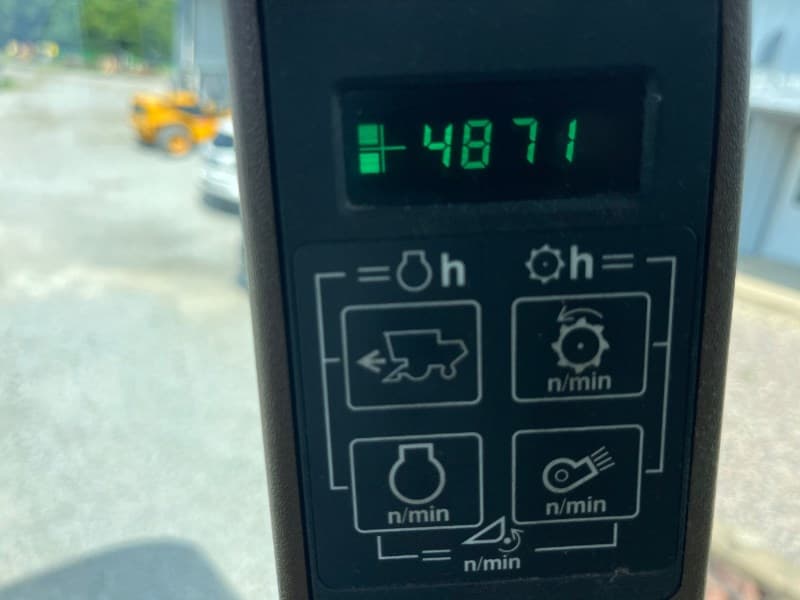 4871
= h h =
n/min
n/min n/min
= n/min